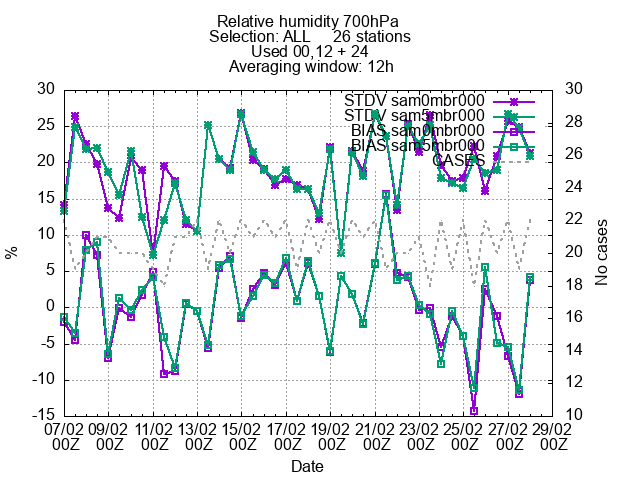 Relative humidity 700hPa
Selection: ALL 26 stations
Used 00,12 + 24
Averaging window: 12h
STDV sam0mbr000
STDV sam5mbr000
BIAS sam0mbr000
BIAS sam5mbr000
CASES
30
25
20
15
10
5
0
-5
-10
-15
%
30
28
26
24
22
20
18
16
14
12
10
No cases
07/02 09/02 11/02 13/02 15/02 17/02 19/02 21/02 23/02 25/02 27/02 29/02
00Z 00Z 00Z 00Z 00Z 00Z 00Z 00Z 00Z 00Z 00Z 00Z
Date